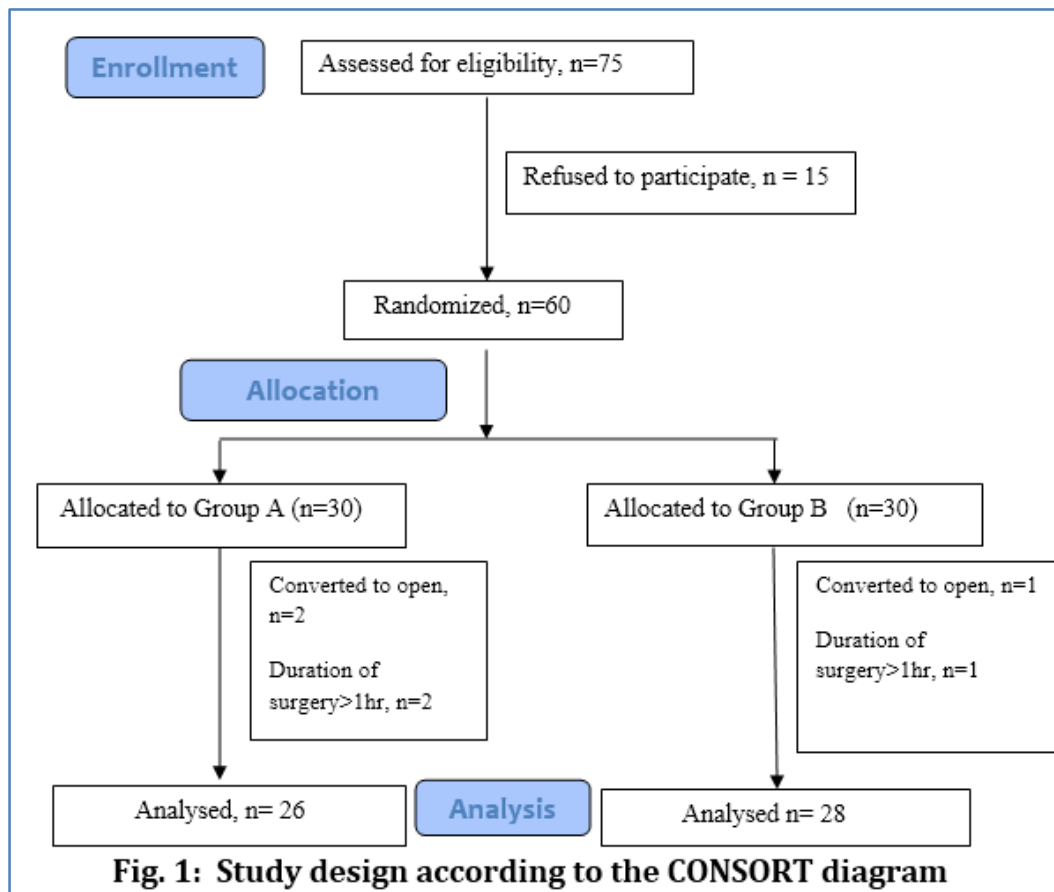 Enrollment
Assessed for eligibility, n=75
Refused to participate, n = 15
Randomized, n=60
Allocation
Allocated to Group A (n=30)
Allocated to Group B (n=30)
Converted to open,
n=2
Duration of
surgery>1hr, n=2
Converted to open, n=1
Duration of
surgery>1hr, n=1
Analysed, n= 26
Analysis
Analysed n= 28
Fig. 1: Study design according to the CONSORT diagram